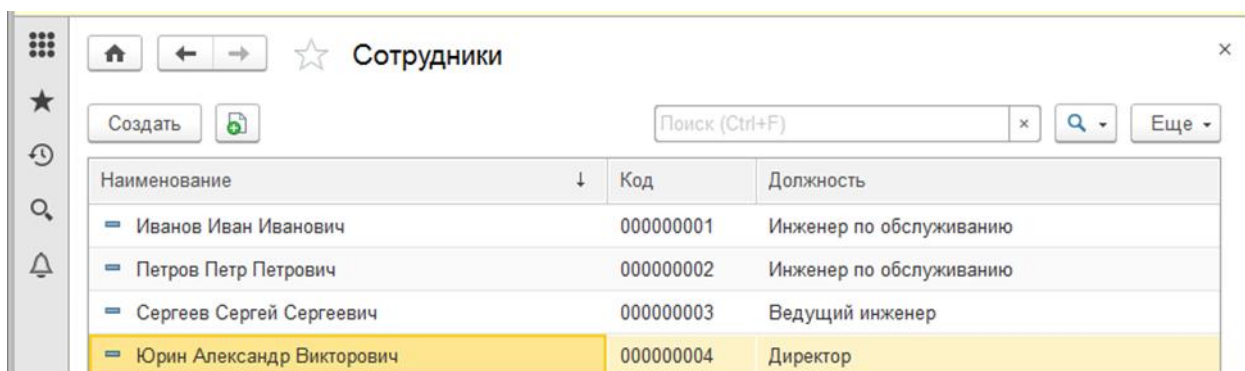 Сотрудники
Создать Поиск (Ctrl+F) Еще
Наименование Код Должность
Иванов Иван Иванович 000000001 Инженер по обслуживанию
Петров Петр Петрович 000000002 Инженер по обслуживанию
Сергеев Сергей Сергеевич 000000003 Ведущий инженер
Юрин Александр Викторович 000000004 Директор